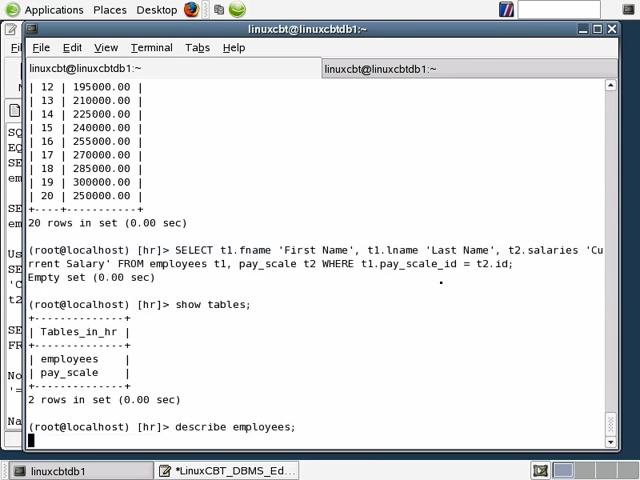 Applications Places Desktop
linuxcbt@linuxcbtdb1:~
File Edit View Terminal Tabs Help
linuxcbt@linuxcbtdb1:~ linuxcbt@linuxcbtdb1:~
| 12 | 195000.00 |
| 13 | 210000.00 |
| 14 | 225000.00 |
| 15 | 240000.00 |
| 16 | 255000.00 |
| 17 | 270000.00 |
| 18 | 285000.00 |
| 19 | 300000.00 |
| 20 | 250000.00 |
+----+-----------+
20 rows in set (0.00 sec)
(root@localhost) [hr]> SELECT t1.fname 'First Name', t1.lname 'Last Name', t2.salaries 'Cu
rrent Salary' FROM employees t1, pay_scale t2 WHERE t1.pay_scale_id = t2.id;
Empty set (0.00 sec)
(root@localhost) [hr]> show tables;
+--------------+
| Tables_in_hr |
+--------------+
| employees    |
| pay_scale    |
+--------------+
2 rows in set (0.00 sec)
(root@localhost) [hr]> describe employees;
linuxcbtdb1 *LinuxCBT_DBMS_Ed...